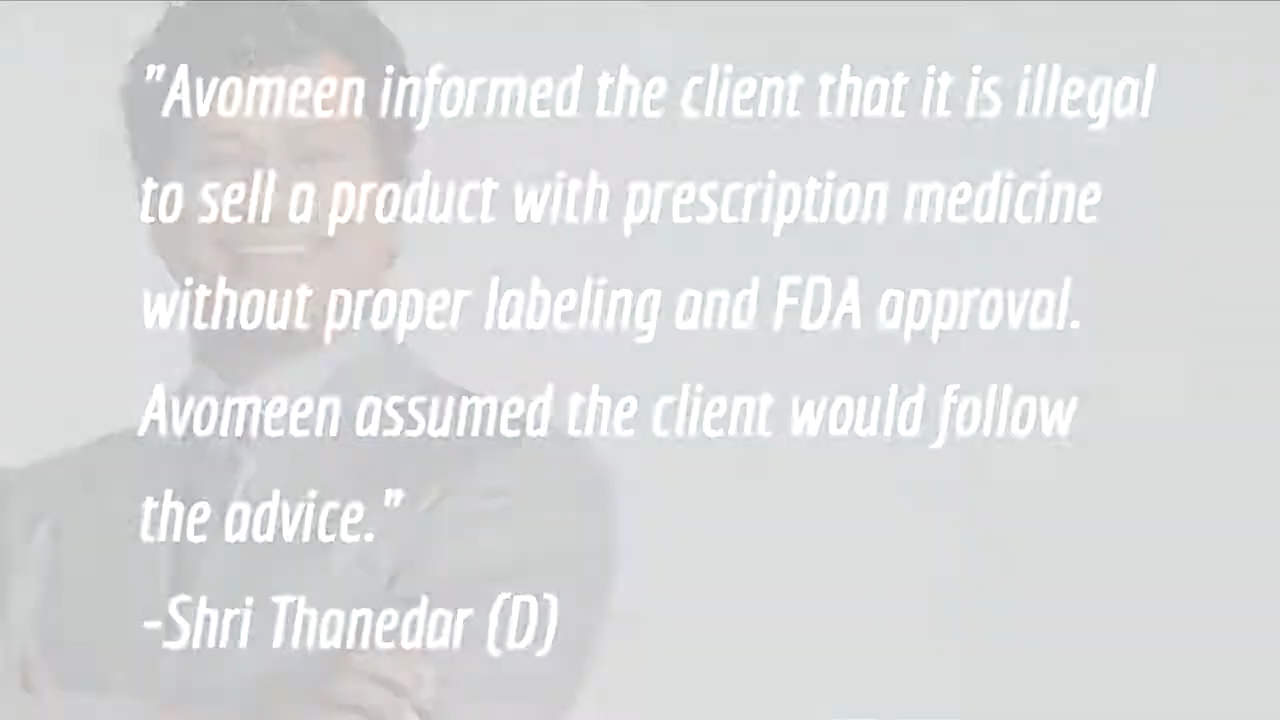 "Avomeen informed the client that it is illegal
to sell a product with prescription medicine
without proper labeling and FDA approval.
Avomeen assumed the client would follow
the advice."
-Shri Thanedar (D)